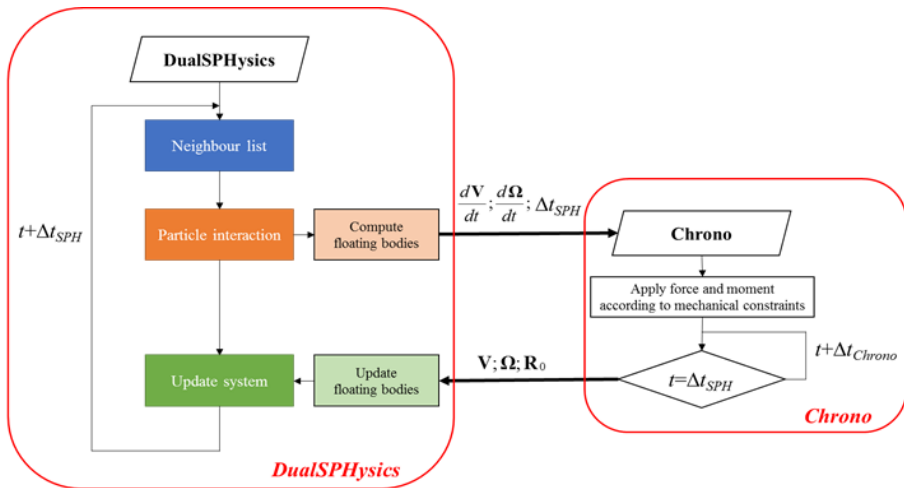 DualSPHysics
Neighbour list
t+Δt_SPH
Particle interaction
Compute
floating bodies
dV/dt; dΩ/dt; Δt_SPH
Chrono
Apply force and moment
according to mechanical constraints
t+Δt_Chrono
t=Δt_SPH
V; Ω; R₀
Update system
Update
floating bodies
Chrono
DualSPHysics